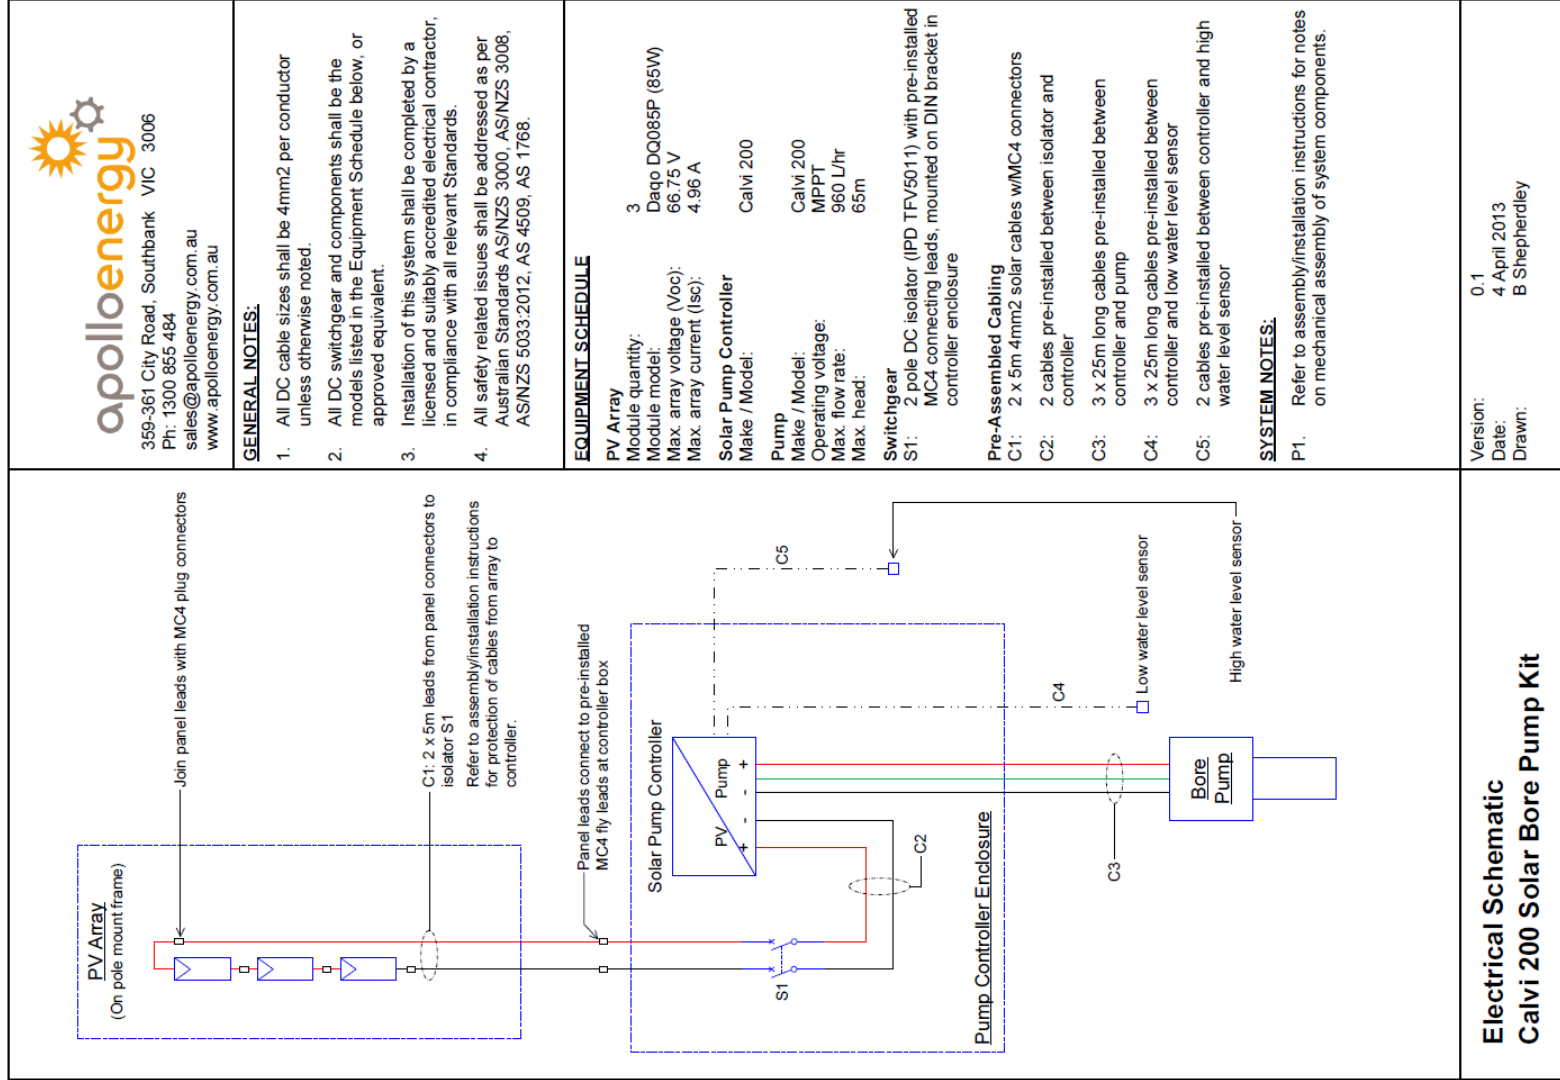 apolloenergy
359-361 City Road, Southbank VIC 3006
Ph: 1300 855 484
sales@apolloenergy.com.au
www.apolloenergy.com.au
GENERAL NOTES:
1. All DC cable sizes shall be 4mm2 per conductor
unless otherwise noted.
2. All DC switchgear and components shall be the
models listed in the Equipment Schedule below, or
approved equivalent.
3. Installation of this system shall be completed by a
licensed and suitably accredited electrical contractor,
in compliance with all relevant Standards.
4. All safety related issues shall be addressed as per
Australian Standards AS/NZS 3000, AS/NZS 3008,
AS/NZS 5033:2012, AS 4509, AS 1768.
EQUIPMENT SCHEDULE
PV Array
Module quantity: 3
Module model: Daqo DQ085P (85W)
Max. array voltage (Voc): 66.75 V
Max. array current (Isc): 4.96 A
Solar Pump Controller
Make / Model: Calvi 200
Pump
Make / Model: Calvi 200
Operating voltage: MPPT
Max. flow rate: 960 L/hr
Max. head: 65m
Switchgear
S1: 2 pole DC isolator (IPD TFV5011) with pre-installed
MC4 connecting leads, mounted on DIN bracket in
controller enclosure
Pre-Assembled Cabling
C1: 2 x 5m 4mm2 solar cables w/MC4 connectors
C2: 2 cables pre-installed between isolator and
controller
C3: 3 x 25m long cables pre-installed between
controller and pump
C4: 3 x 25m long cables pre-installed between
controller and low water level sensor
C5: 2 cables pre-installed between controller and high
water level sensor
SYSTEM NOTES:
P1. Refer to assembly/installation instructions for notes
on mechanical assembly of system components.
Version: 0.1
Date: 4 April 2013
Drawn: B Shepherdley
PV Array
(On pole mount frame)
Join panel leads with MC4 plug connectors
C1: 2 x 5m leads from panel connectors to
isolator S1
Refer to assembly/installation instructions
for protection of cables from array to
controller.
Panel leads connect to pre-installed
MC4 fly leads at controller box
Solar Pump Controller
PV
Pump
+ - - +
S1
C2
C5
C4
Pump Controller Enclosure
C3
Low water level sensor
Bore
Pump
High water level sensor
Electrical Schematic
Calvi 200 Solar Bore Pump Kit